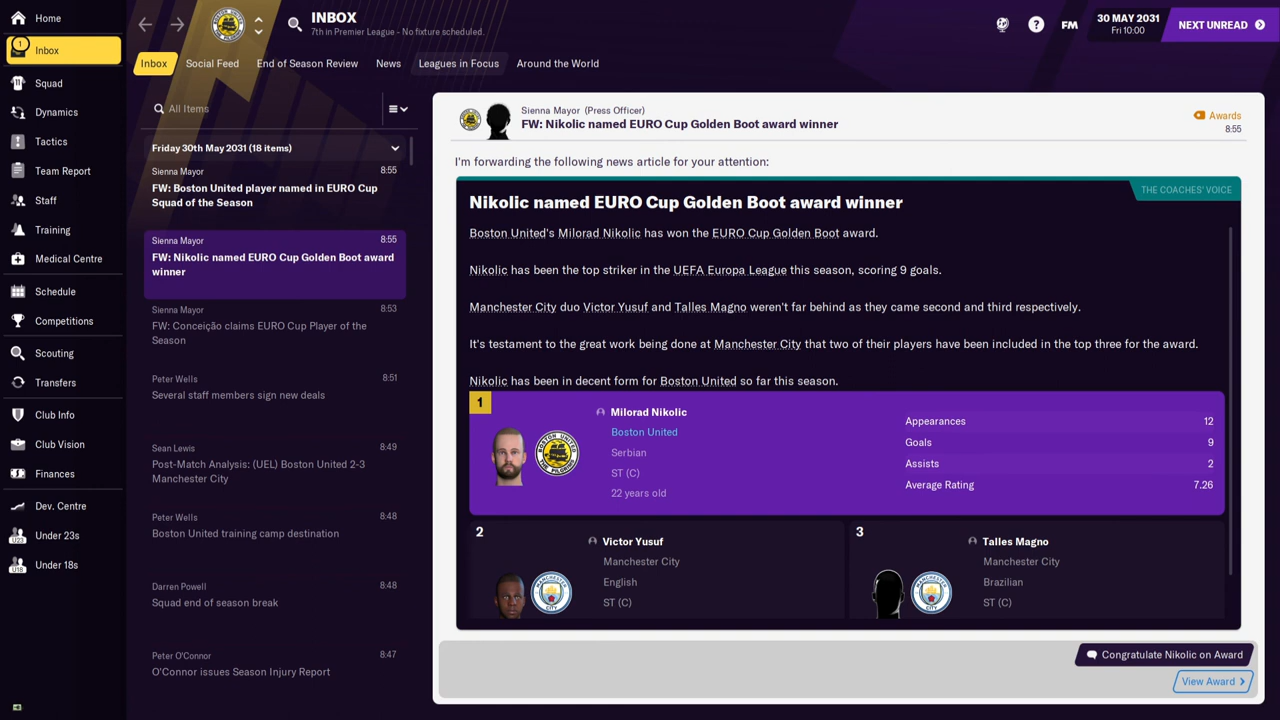 Home
Inbox
1
Squad
Dynamics
Tactics
Team Report
Staff
Training
Medical Centre
Schedule
Competitions
Scouting
Transfers
Club Info
Club Vision
Finances
Dev. Centre
Under 23s
Under 18s
INBOX
7th in Premier League - No fixture scheduled.
FM
30 MAY 2031
Fri 10:00
NEXT UNREAD
Inbox
Social Feed
End of Season Review
News
Leagues in Focus
Around the World
All Items
Friday 30th May 2031 (18 items)
Sienna Mayor 8:55
FW: Boston United player named in EURO Cup
Squad of the Season
Sienna Mayor 8:55
FW: Nikolic named EURO Cup Golden Boot award
winner
Sienna Mayor 8:53
FW: Conceição claims EURO Cup Player of the
Season
Peter Wells 8:51
Several staff members sign new deals
Sean Lewis 8:49
Post-Match Analysis: (UEL) Boston United 2-3
Manchester City
Peter Wells 8:48
Boston United training camp destination
Darren Powell 8:48
Squad end of season break
Peter O'Connor 8:47
O'Connor issues Season Injury Report
Sienna Mayor (Press Officer)
FW: Nikolic named EURO Cup Golden Boot award winner
Awards
8:55
I'm forwarding the following news article for your attention:
THE COACHES' VOICE
Nikolic named EURO Cup Golden Boot award winner
Boston United's Milorad Nikolic has won the EURO Cup Golden Boot award.
Nikolic has been the top striker in the UEFA Europa League this season, scoring 9 goals.
Manchester City duo Victor Yusuf and Talles Magno weren't far behind as they came second and third respectively.
It's testament to the great work being done at Manchester City that two of their players have been included in the top three for the award.
Nikolic has been in decent form for Boston United so far this season.
1
Milorad Nikolic
Boston United
Serbian
ST (C)
22 years old
Appearances 12
Goals 9
Assists 2
Average Rating 7.26
2
Victor Yusuf
Manchester City
English
ST (C)
3
Talles Magno
Manchester City
Brazilian
ST (C)
Congratulate Nikolic on Award
View Award